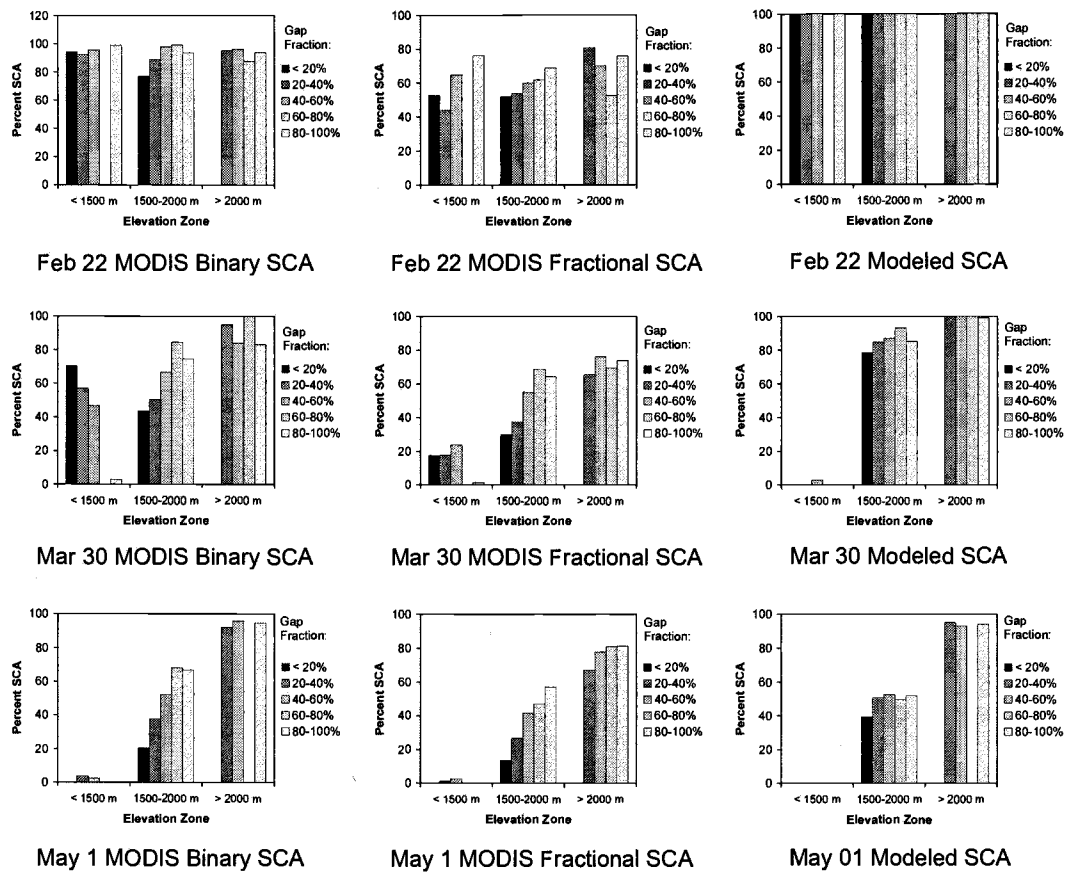 120
100
80
60
40
20
0
Percent SCA
< 1500 m 1500-2000 m > 2000 m
Elevation Zone
Gap
Fraction:
< 20%
20-40%
40-60%
60-80%
80-100%
Feb 22 MODIS Binary SCA
100
80
60
40
20
0
Percent SCA
< 1500 m 1500-2000 m > 2000 m
Elevation Zone
Gap
Fraction:
< 20%
20-40%
40-60%
60-80%
80-100%
Feb 22 MODIS Fractional SCA
100
80
60
40
20
0
Percent SCA
< 1500 m 1500-2000 m > 2000 m
Elevation Zone
Gap
Fraction:
< 20%
20-40%
40-60%
60-80%
80-100%
Feb 22 Modeled SCA
100
80
60
40
20
0
Percent SCA
< 1500 m 1500-2000 m > 2000 m
Elevation Zone
Gap
Fraction:
< 20%
20-40%
40-60%
60-80%
80-100%
Mar 30 MODIS Binary SCA
100
80
60
40
20
0
Percent SCA
< 1500 m 1500-2000 m > 2000 m
Elevation Zone
Gap
Fraction:
< 20%
20-40%
40-60%
60-80%
80-100%
Mar 30 MODIS Fractional SCA
100
80
60
40
20
0
Percent SCA
< 1500 m 1500-2000 m > 2000 m
Elevation Zone
Gap
Fraction:
< 20%
20-40%
40-60%
60-80%
80-100%
Mar 30 Modeled SCA
100
80
60
40
20
0
Percent SCA
< 1500 m 1500-2000 m > 2000 m
Elevation Zone
Gap
Fraction:
< 20%
20-40%
40-60%
60-80%
80-100%
May 1 MODIS Binary SCA
100
80
60
40
20
0
Percent SCA
< 1500 m 1500-2000 m > 2000 m
Elevation Zone
Gap
Fraction:
< 20%
20-40%
40-60%
60-80%
80-100%
May 1 MODIS Fractional SCA
100
80
60
40
20
0
Percent SCA
< 1500 m 1500-2000 m > 2000 m
Elevation Zone
Gap
Fraction:
< 20%
20-40%
40-60%
60-80%
80-100%
May 01 Modeled SCA